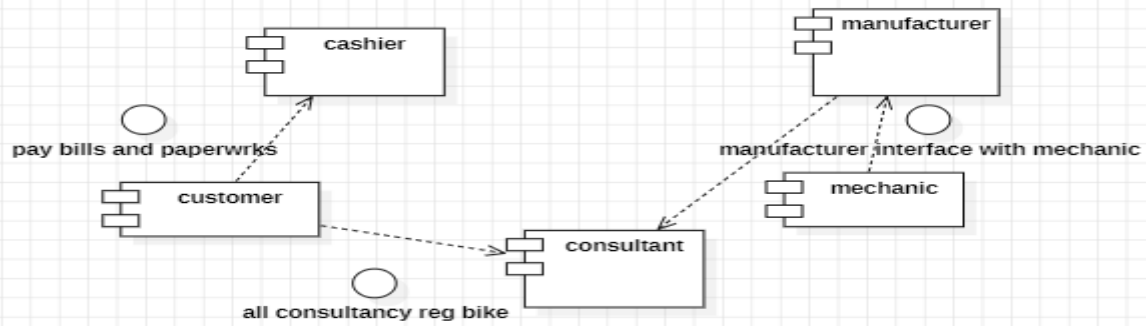 manufacturer
cashier
pay bills and paperwrks
manufacturer interface with mechanic
customer
mechanic
consultant
all consultancy reg bike